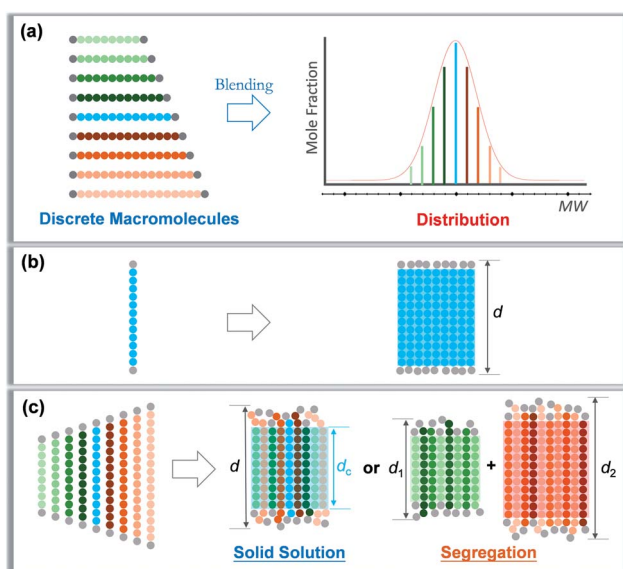 (a)
Blending
Mole Fraction
MW
Discrete Macromolecules
Distribution
(b)
d
(c)
d
dc
or
d1
+
d2
Solid Solution
Segregation